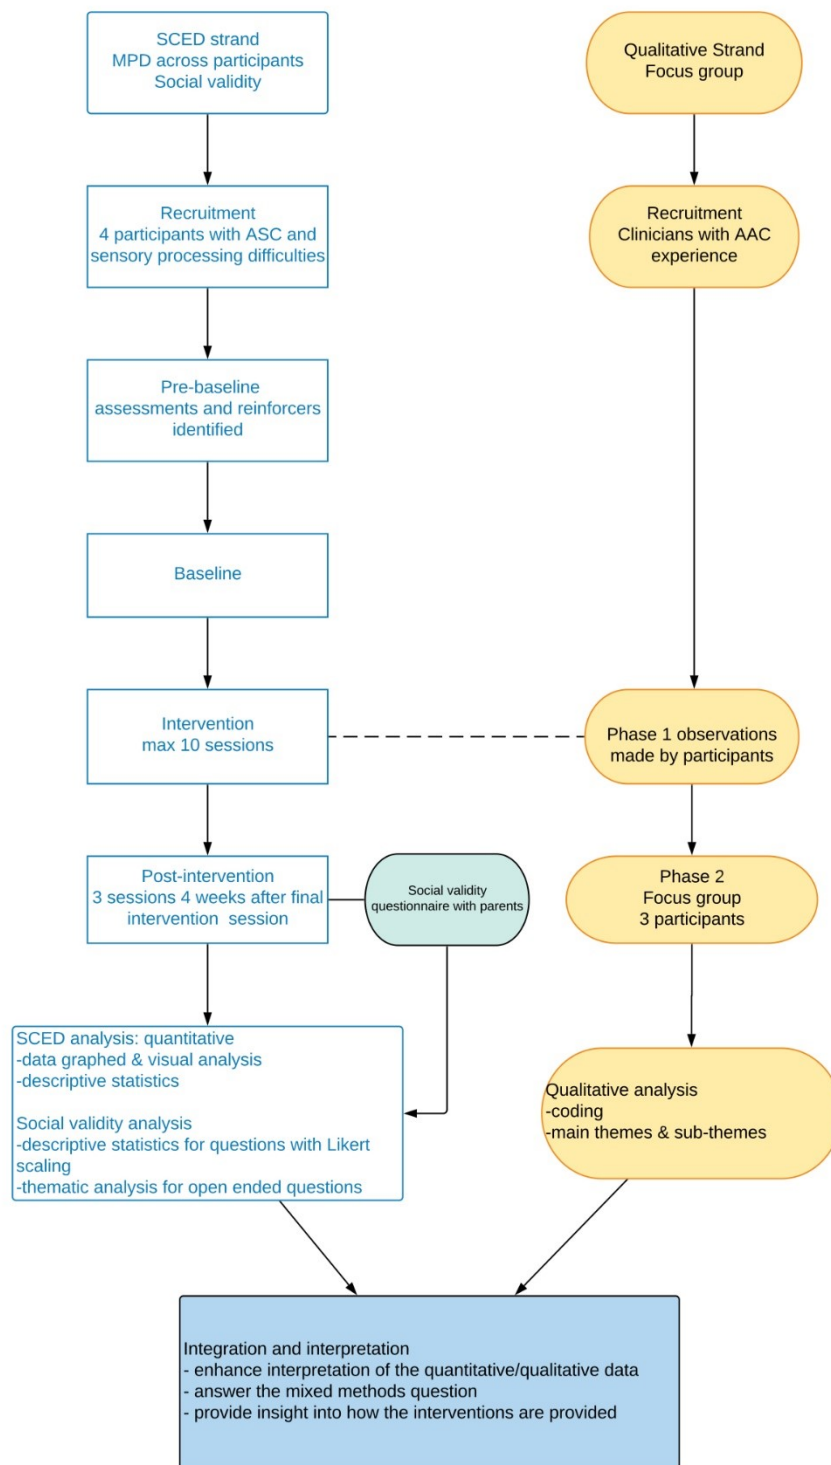 SCED strand
MPD across participants
Social validity
Qualitative Strand
Focus group
Recruitment
4 participants with ASC and
sensory processing difficulties
Recruitment
Clinicians with AAC
experience
Pre-baseline
assessments and reinforcers
identified
Baseline
Intervention
max 10 sessions
Phase 1 observations
made by participants
Post-intervention
3 sessions 4 weeks after final
intervention session
Social validity
questionnaire with parents
Phase 2
Focus group
3 participants
SCED analysis: quantitative
-data graphed & visual analysis
-descriptive statistics
Social validity analysis
-descriptive statistics for questions with Likert
scaling
-thematic analysis for open ended questions
Qualitative analysis
-coding
-main themes & sub-themes
Integration and interpretation
- enhance interpretation of the quantitative/qualitative data
- answer the mixed methods question
- provide insight into how the interventions are provided